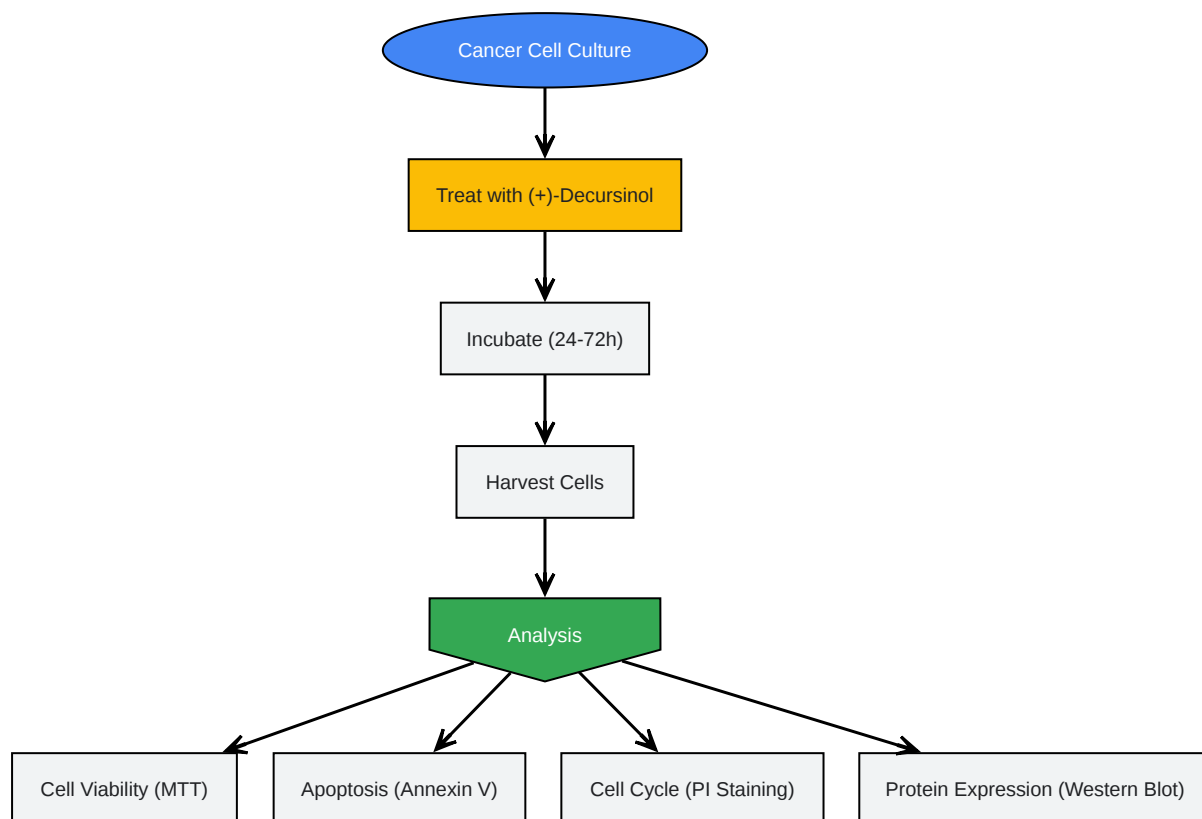 Cancer Cell Culture
Treat with (+)-Decursinol
Incubate (24-72h)
Harvest Cells
Analysis
Cell Viability (MTT)
Apoptosis (Annexin V)
Cell Cycle (PI Staining)
Protein Expression (Western Blot)